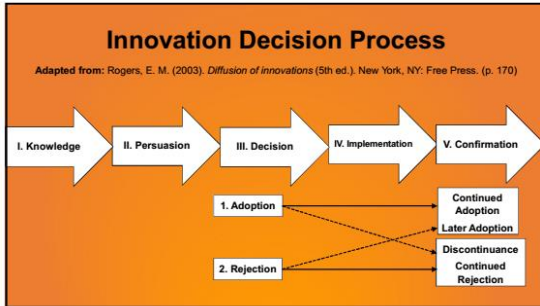 Innovation Decision Process
Adapted from: Rogers, E. M. (2003). Diffusion of innovations (5th ed.). New York, NY: Free Press. (p. 170)
I. Knowledge
II. Persuasion
III. Decision
IV. Implementation
V. Confirmation
1. Adoption
2. Rejection
Continued
Adoption
Later Adoption
Discontinuance
Continued
Rejection